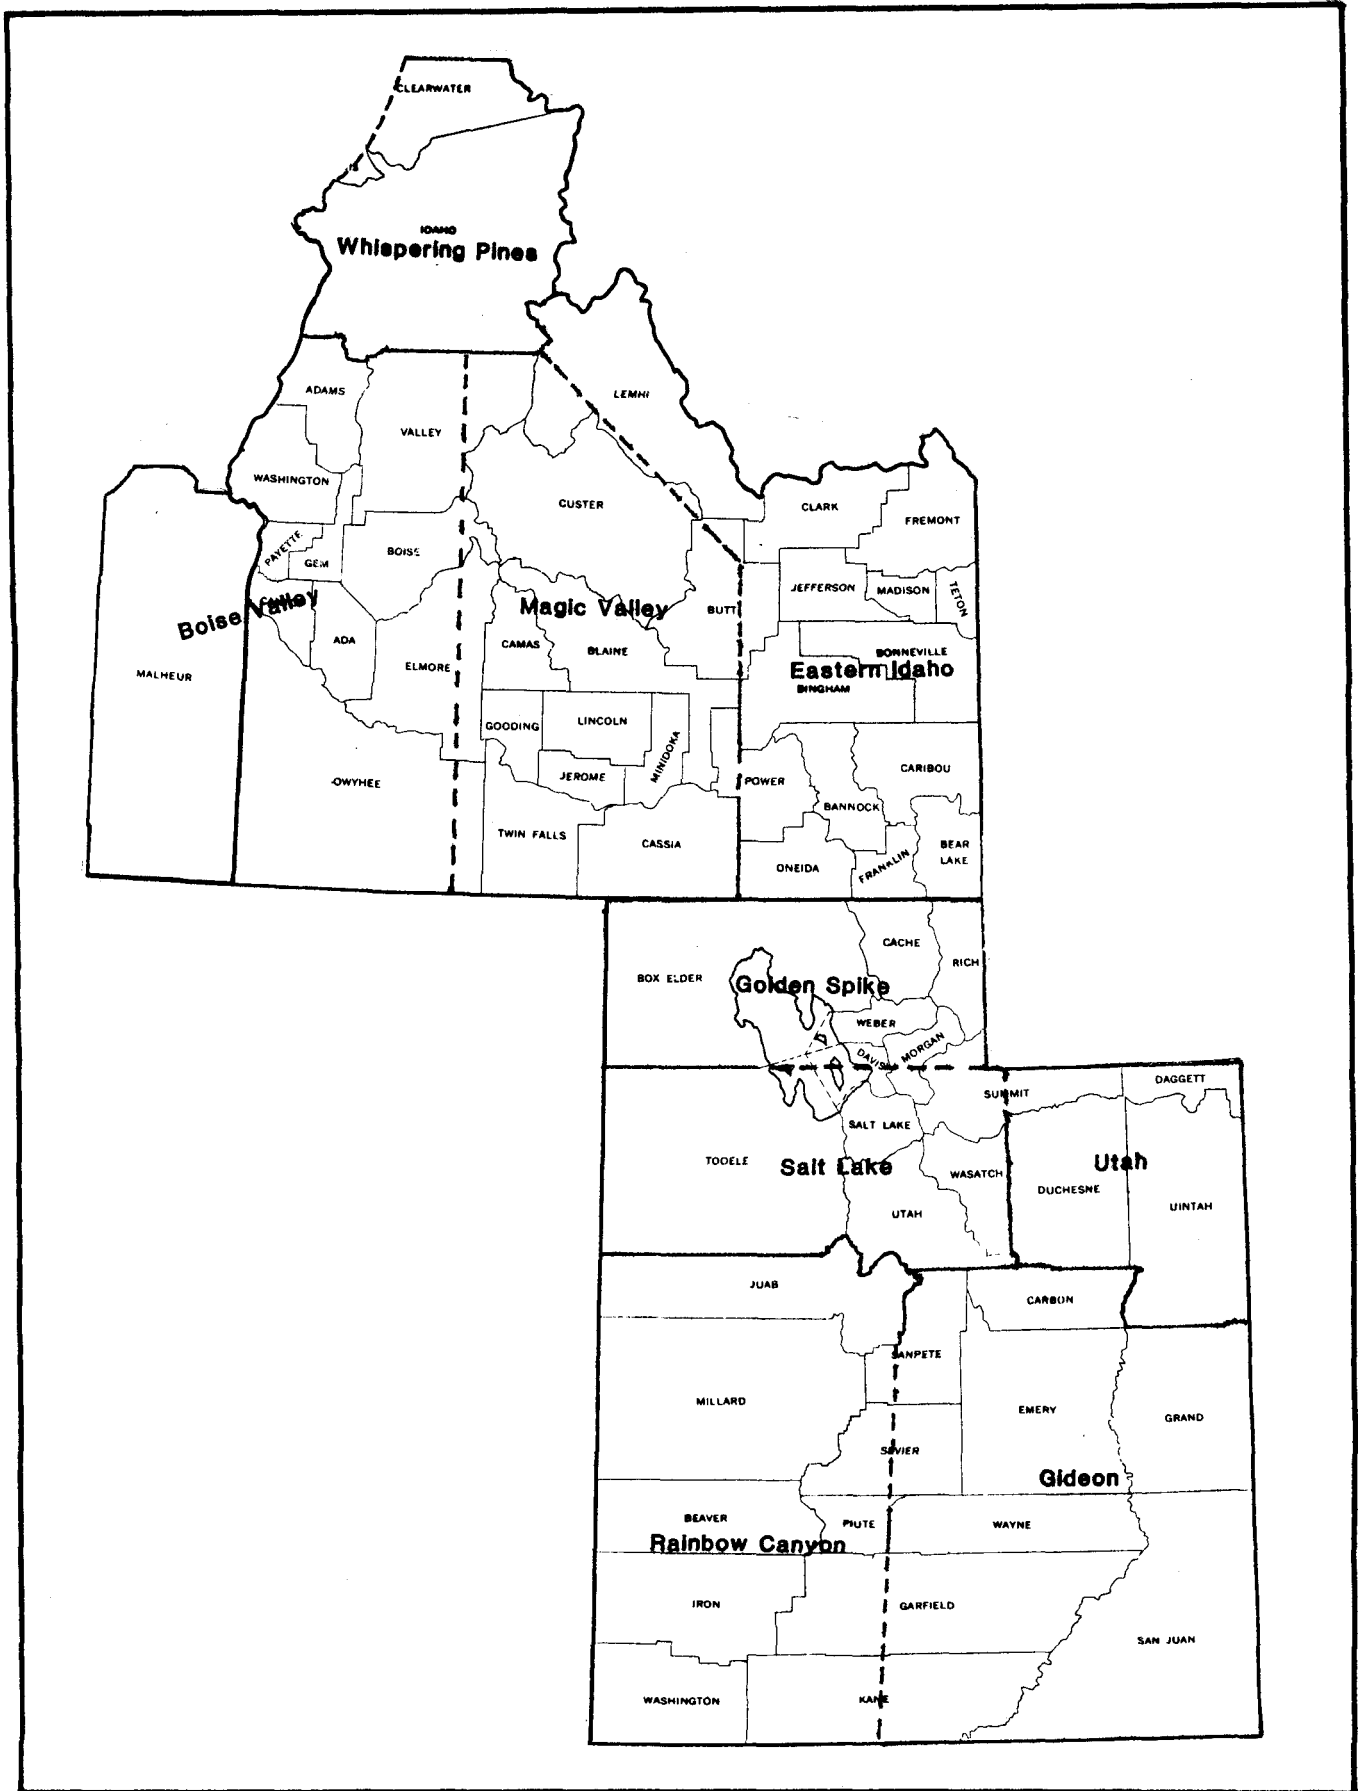 CLEARWATER
IDAHO
Whispering Pines
ADAMS
LEMHI
VALLEY
WASHINGTON
CUSTER
CLARK
FREMONT
PAYETTE
GEM
BOISE
JEFFERSON
MADISON
TETON
Boise Valley
Magic Valley
BUTT
ADA
CAMAS
BLAINE
BONNEVILLE
MALHEUR
ELMORE
Eastern Idaho
BINGHAM
GOODING
LINCOLN
MINIDOKA
OWYHEE
JEROME
POWER
CARIBOU
BANNOCK
TWIN FALLS
CASSIA
BEAR
LAKE
ONEIDA
FRANKLIN
CACHE
RICH
BOX ELDER
Golden Spike
WEBER
DAVIS
MORGAN
DAGGETT
SUMMIT
SALT LAKE
TOOELE
Salt Lake
WASATCH
Utah
DUCHESNE
UINTAH
UTAH
JUAB
CARBON
SANPETE
MILLARD
EMERY
GRAND
SEVIER
Gideon
BEAVER
PIUTE
WAYNE
Rainbow Canyon
IRON
GARFIELD
SAN JUAN
WASHINGTON
KANE